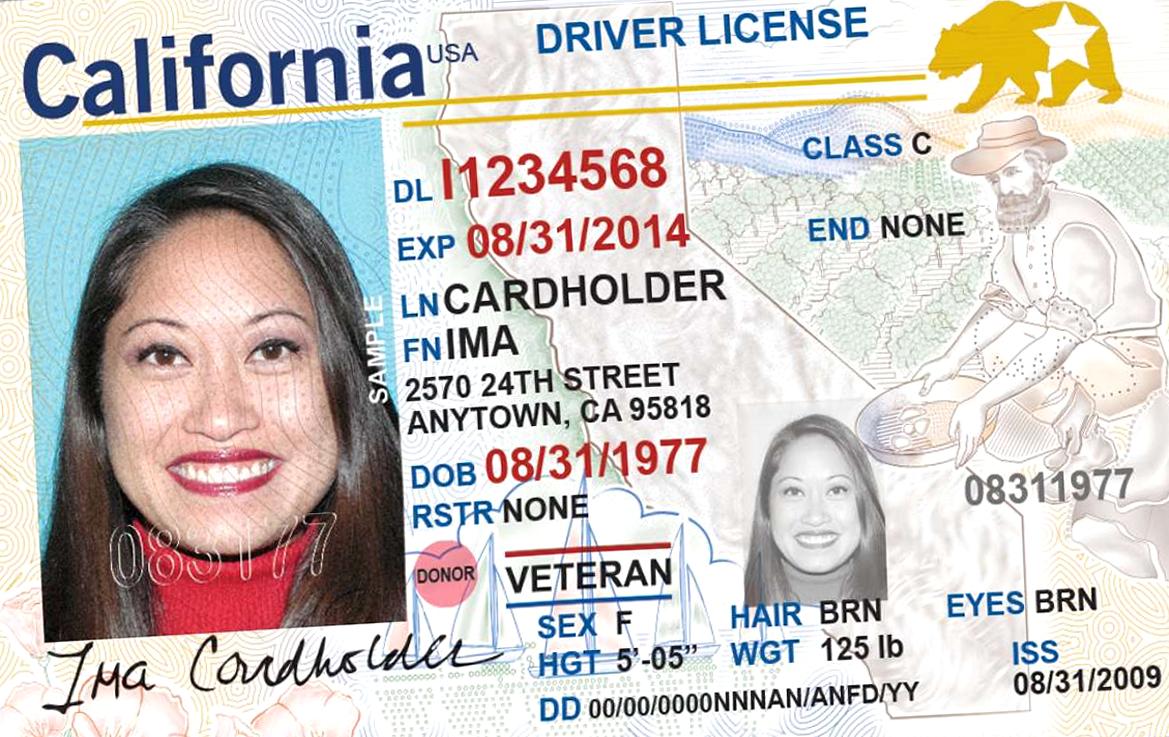 California USA
DRIVER LICENSE
CLASS C
DL I1234568
EXP 08/31/2014
END NONE
LN CARDHOLDER
FN IMA
2570 24TH STREET
ANYTOWN, CA 95818
DOB 08/31/1977
RSTR NONE
08311977
SAMPLE
083177
DONOR
VETERAN
SEX F
HAIR BRN
EYES BRN
HGT 5'-05"
WGT 125 lb
ISS
08/31/2009
DD 00/00/0000NNNAN/ANFD/YY
Ima Cardholder